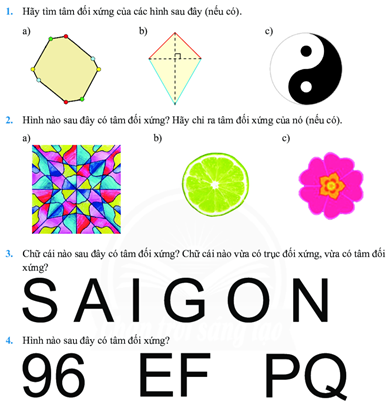 1. Hãy tìm tâm đối xứng của các hình sau đây (nếu có).
a) b) c)
2. Hình nào sau đây có tâm đối xứng? Hãy chỉ ra tâm đối xứng của nó (nếu có).
a) b) c)
3. Chữ cái nào sau đây có tâm đối xứng? Chữ cái nào vừa có trục đối xứng, vừa có tâm đối
xứng?
S A I G O N
4. Hình nào sau đây có tâm đối xứng?
96 EF PQ